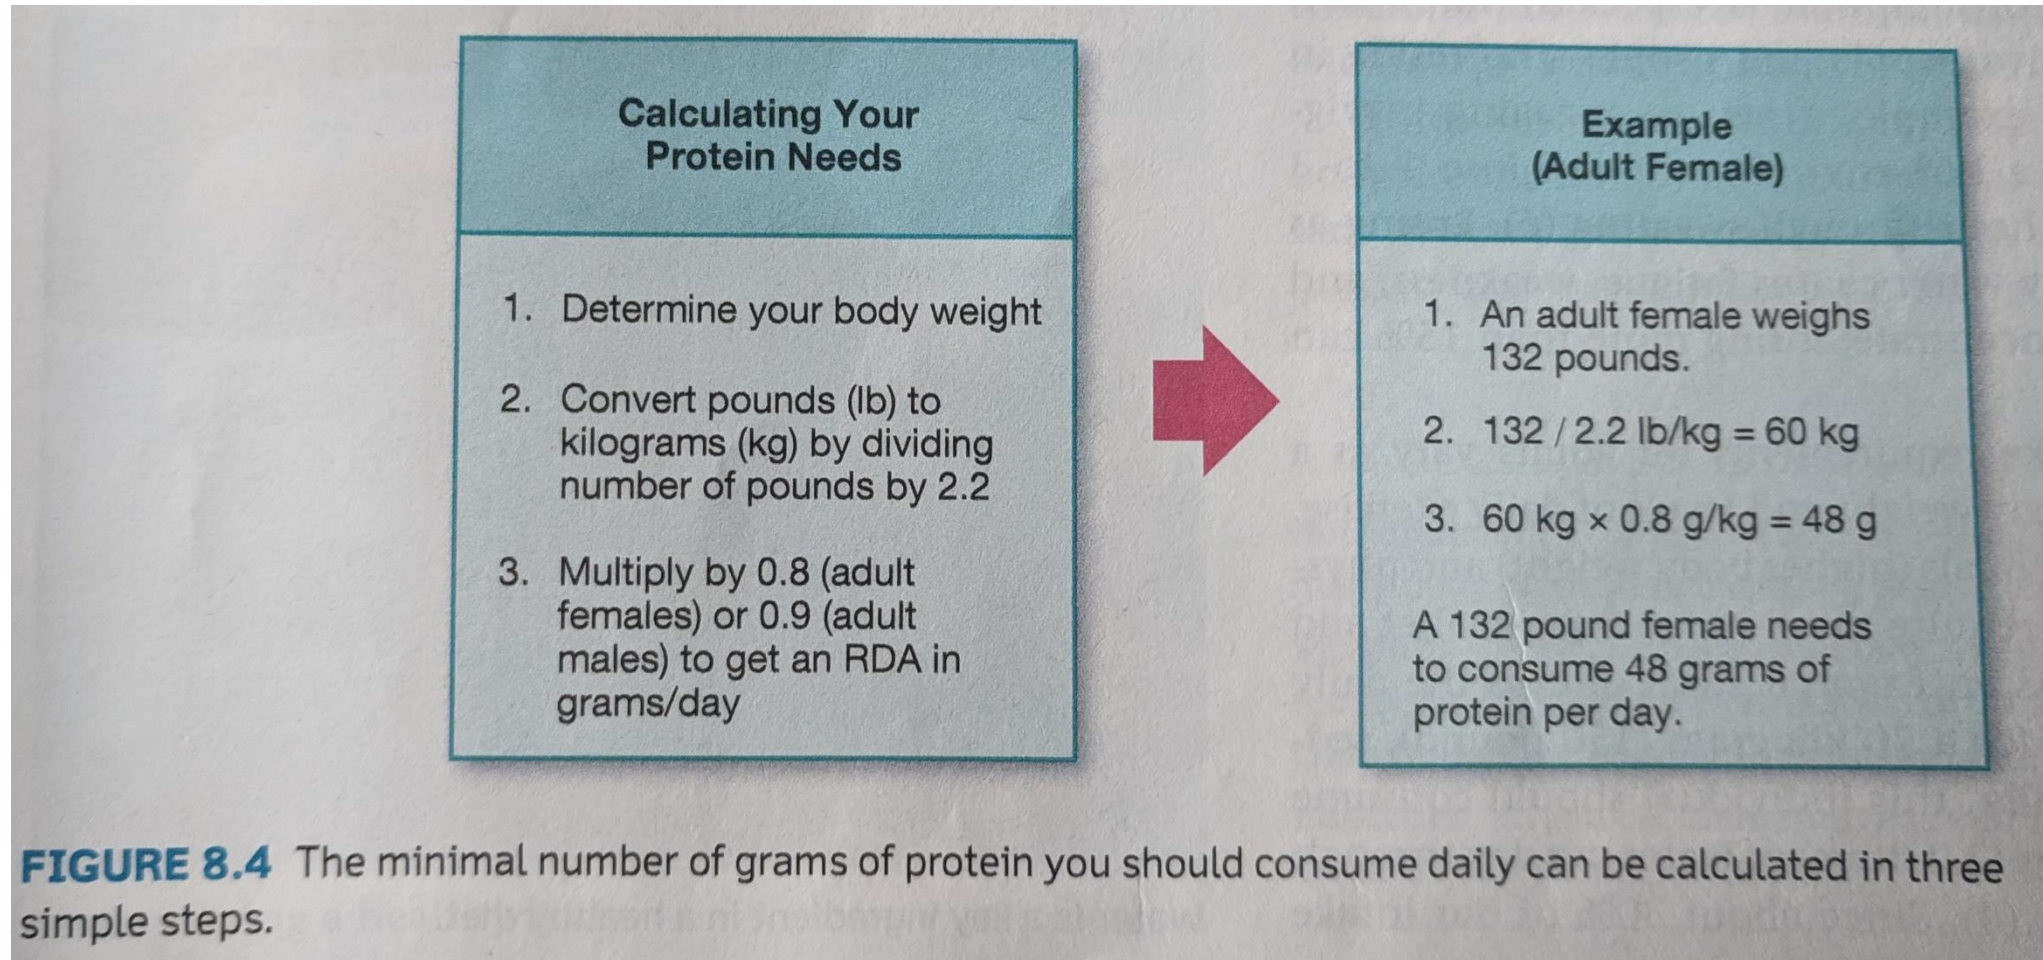 Calculating Your
Protein Needs
1. Determine your body weight
2. Convert pounds (lb) to
kilograms (kg) by dividing
number of pounds by 2.2
3. Multiply by 0.8 (adult
females) or 0.9 (adult
males) to get an RDA in
grams/day
Example
(Adult Female)
1. An adult female weighs
132 pounds.
2. 132 / 2.2 lb/kg = 60 kg
3. 60 kg × 0.8 g/kg = 48 g
A 132 pound female needs
to consume 48 grams of
protein per day.
FIGURE 8.4 The minimal number of grams of protein you should consume daily can be calculated in three
simple steps.